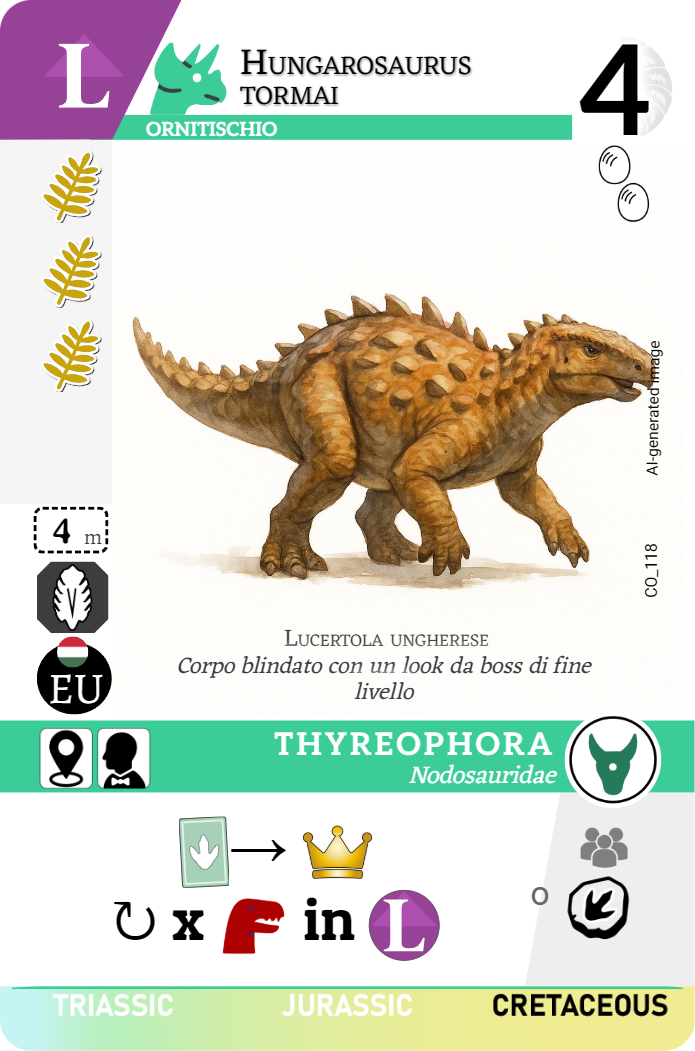 L
HUNGAROSAURUS
TORMAI
4
ORNITISCHIO
AI-generated image
4 m
CO_118
EU
LUCERTOLA UNGHERESE
Corpo blindato con un look da boss di fine
livello
THYREOPHORA
Nodosauridae
x in L
o
TRIASSIC JURASSIC CRETACEOUS